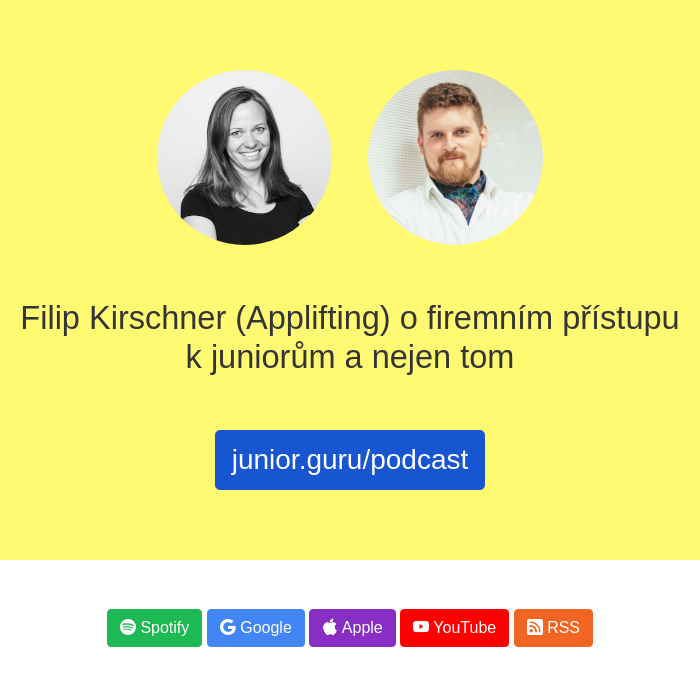 Filip Kirschner (Applifting) o firemním přístupu
k juniorům a nejen tom
junior.guru/podcast
Spotify Google Apple YouTube RSS